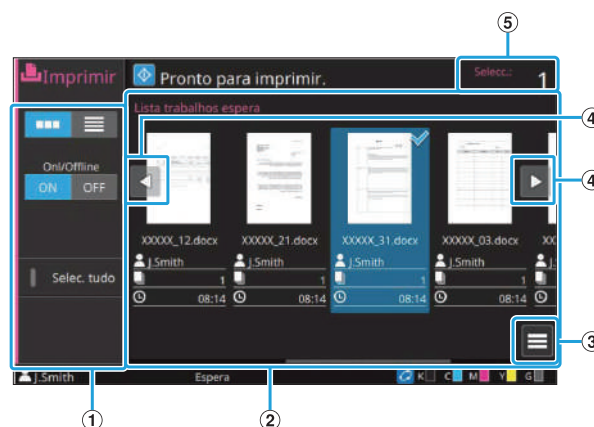 5
Imprimir
Pronto para imprimir.
Selecc.:
1
Lista trabalhos espera
4
Onl/Offline
ON OFF
4
XXXXX_12.docx XXXXX_21.docx XXXXX_31.docx XXXXX_03.docx XX
J.Smith J.Smith J.Smith J.Smith J.
1 1 1 1
08:14 08:14 08:14 08:14
Selec. tudo
3
J.Smith Espera K C M Y G
1 2